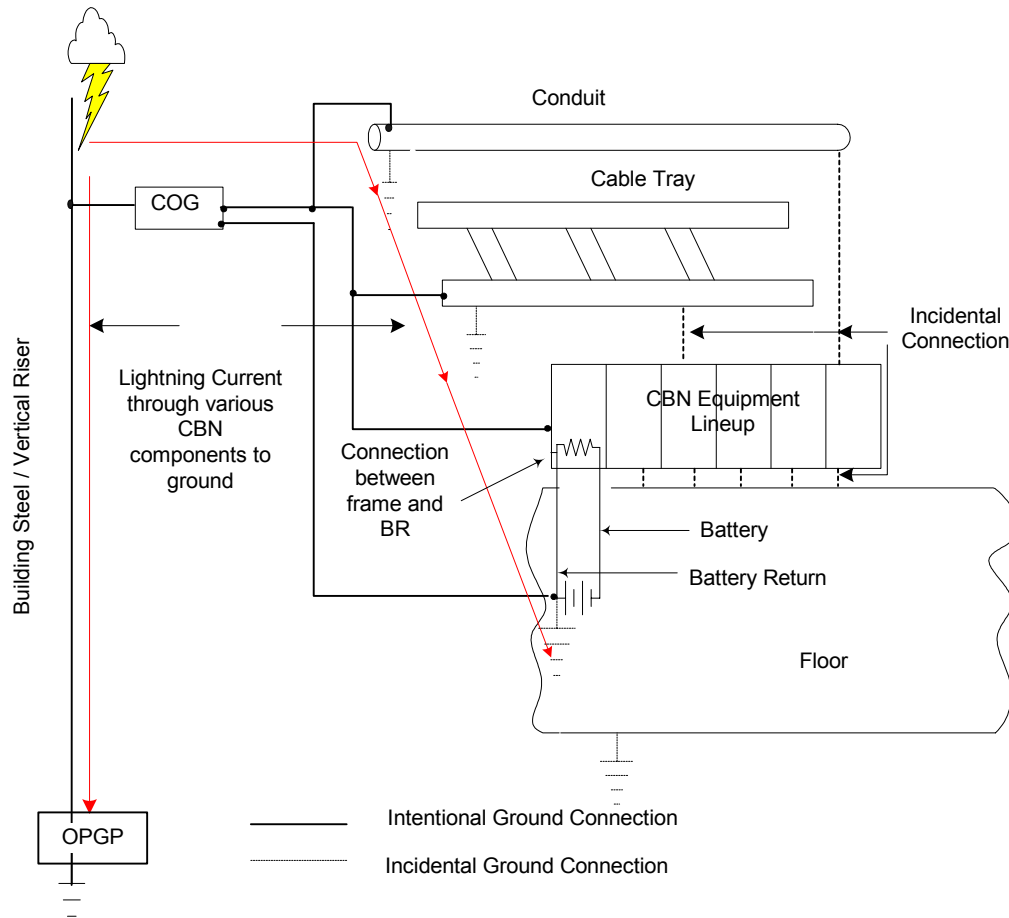 Conduit
COG
Cable Tray
Incidental
Connection
Building Steel / Vertical Riser
Lightning Current
through various
CBN
components to
ground
CBN Equipment
Lineup
Connection
between
frame and
BR
Battery
Battery Return
Floor
OPGP
Intentional Ground Connection
Incidental Ground Connection